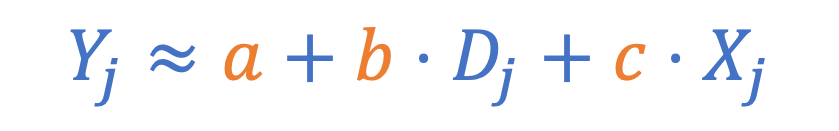 Yⱼ ≈ a + b · Dⱼ + c · Xⱼ